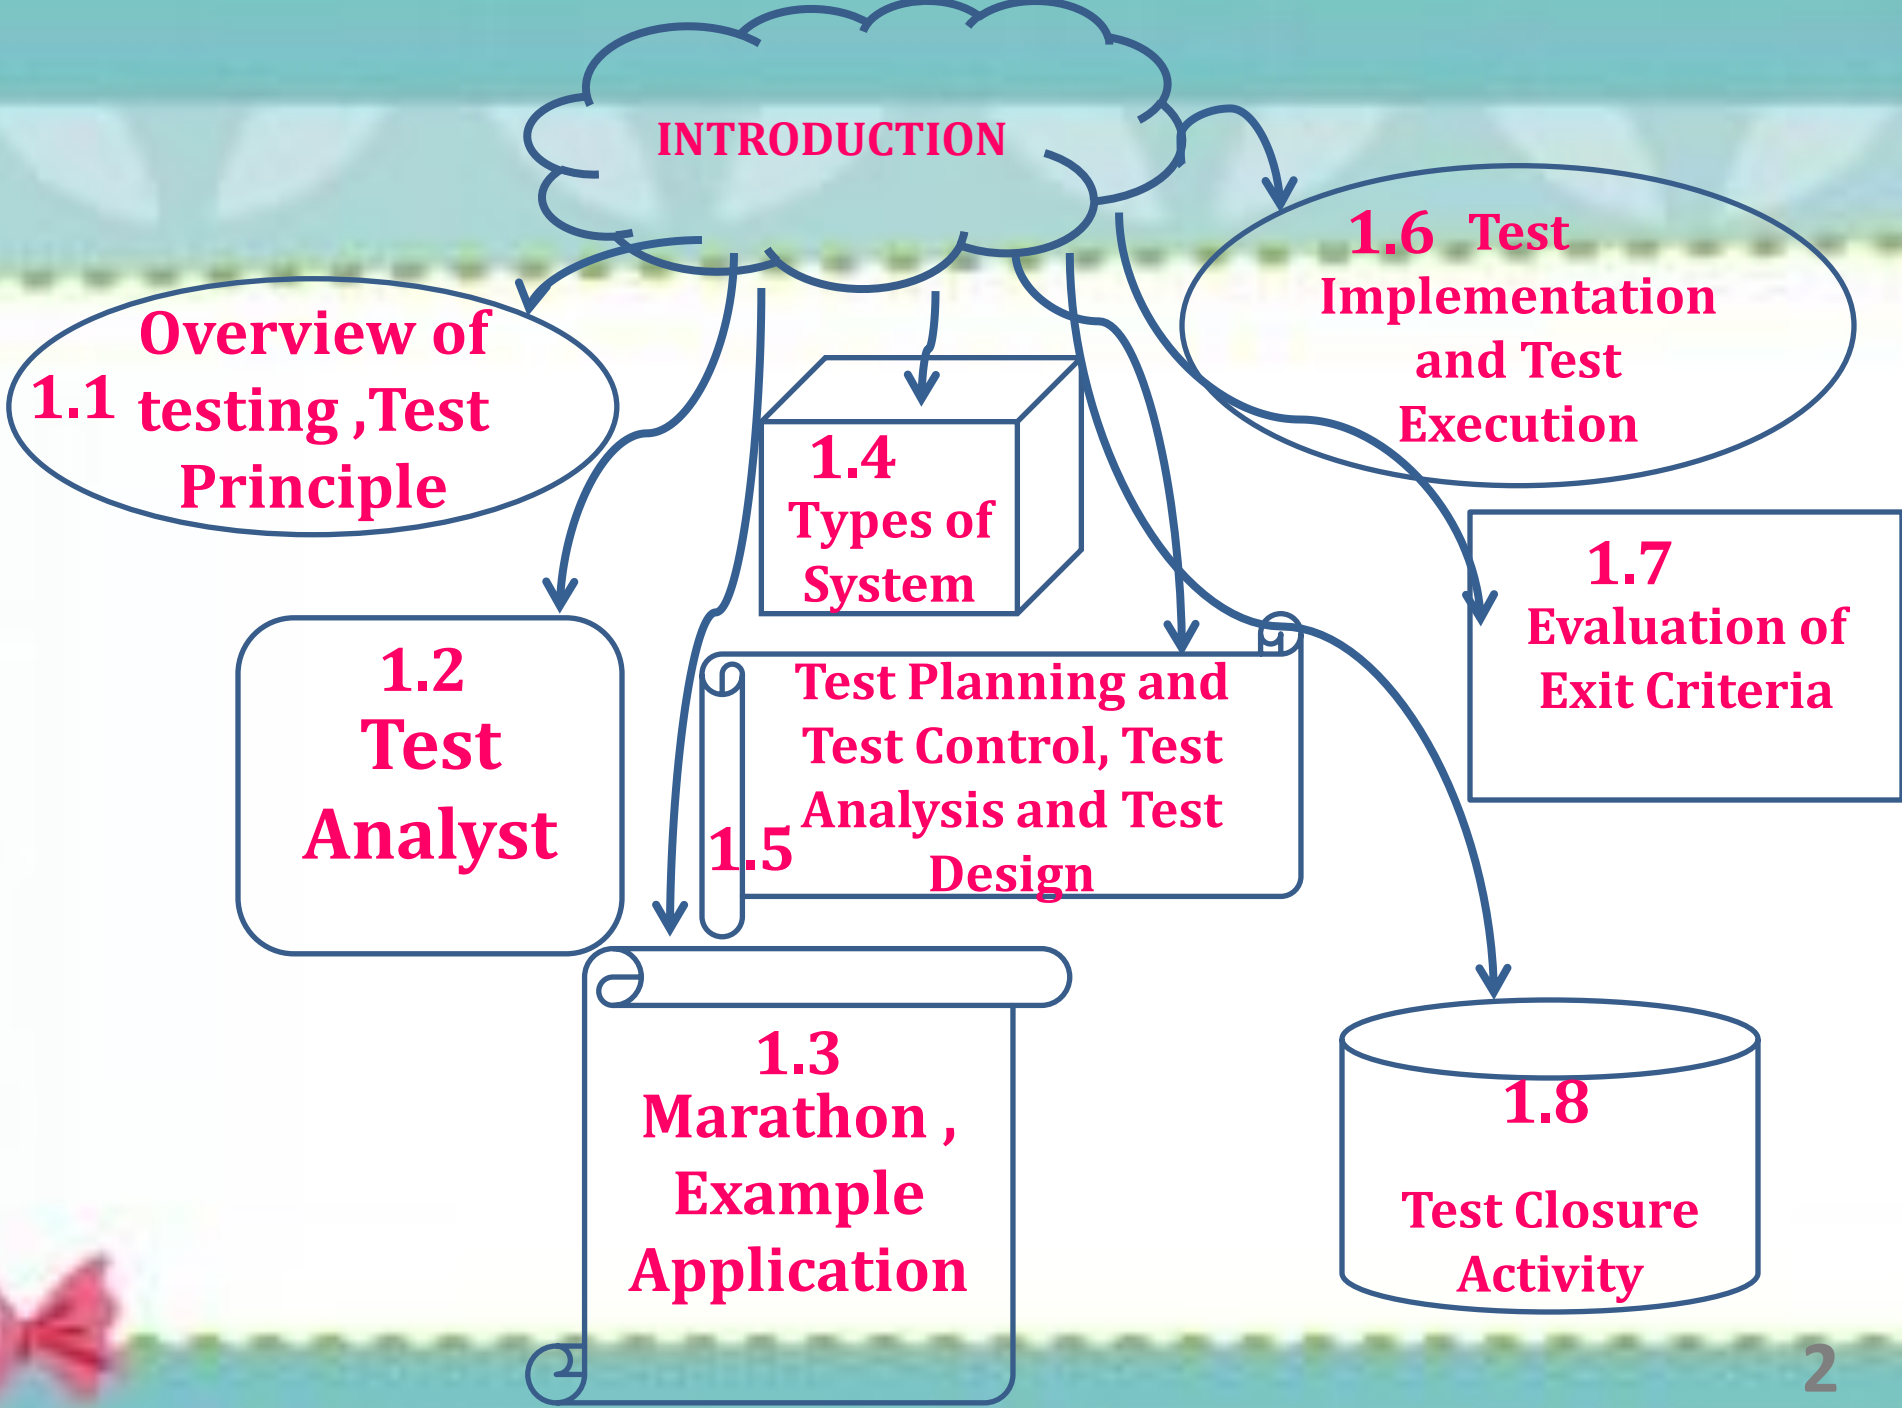 INTRODUCTION
1.1
Overview of
testing ,Test
Principle
1.2
Test
Analyst
1.3
Marathon ,
Example
Application
1.4
Types of
System
1.5
Test Planning and
Test Control, Test
Analysis and Test
Design
1.6 Test
Implementation
and Test
Execution
1.7
Evaluation of
Exit Criteria
1.8
Test Closure
Activity
2